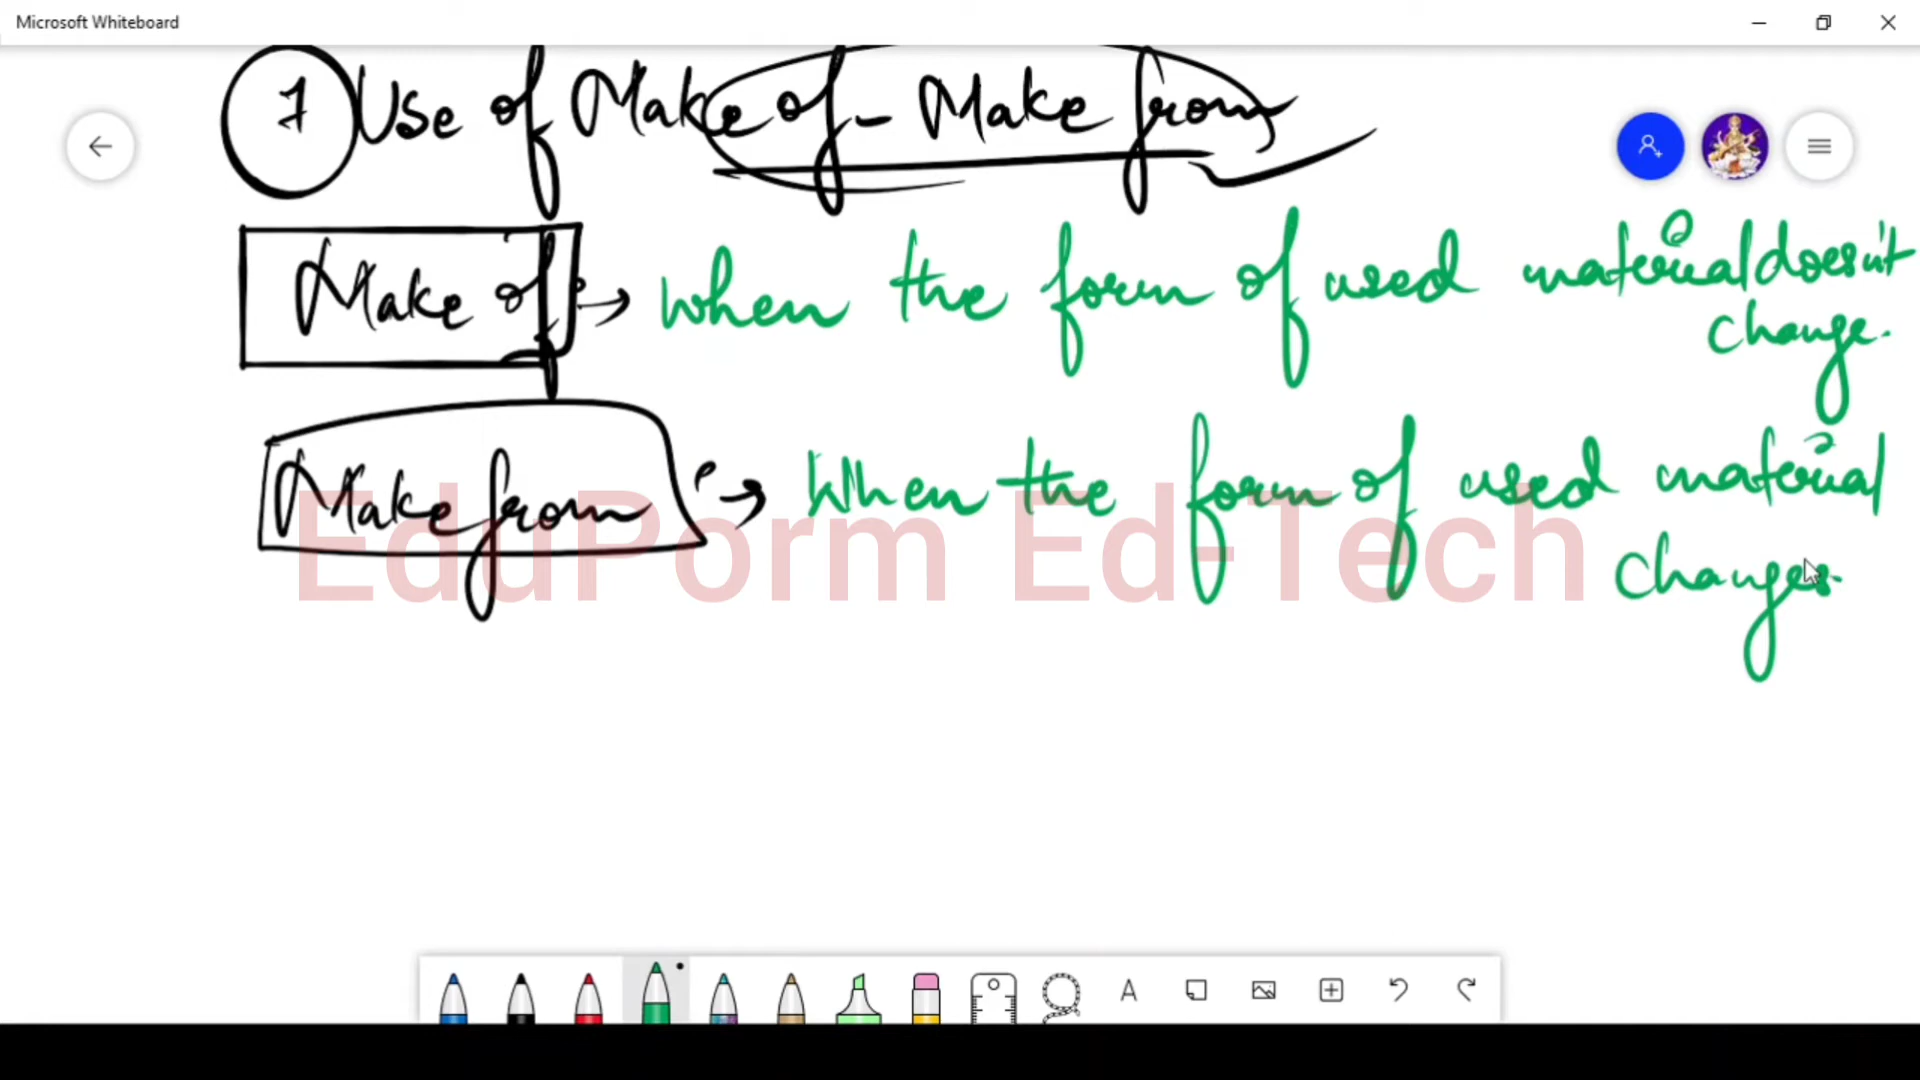 Microsoft Whiteboard
1 Use of Make of - Make from
Make of → When the form of used material doesn't
change.
Make from → When the form of used material
changes.
EduPorm Ed-Tech
A